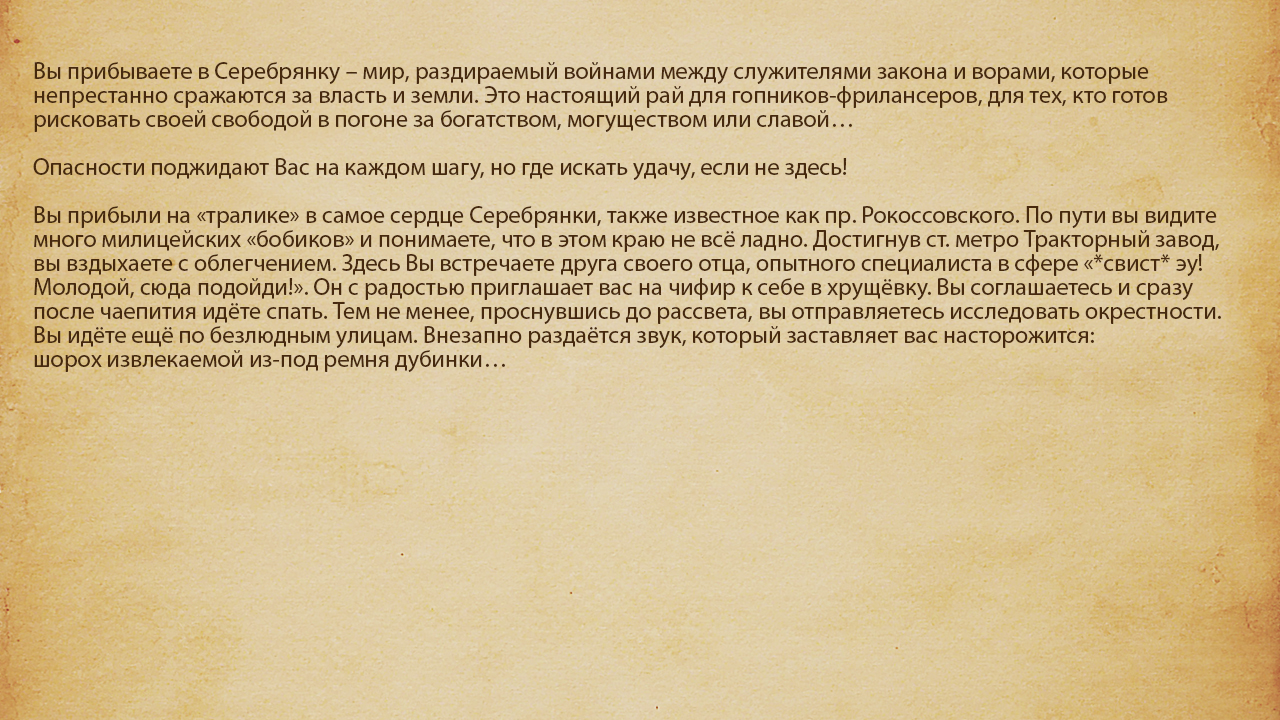 Вы прибываете в Серебрянку – мир, раздираемый войнами между служителями закона и ворами, которые
непрестанно сражаются за власть и земли. Это настоящий рай для гопников-фрилансеров, для тех, кто готов
рисковать своей свободой в погоне за богатством, могуществом или славой…
Опасности поджидают Вас на каждом шагу, но где искать удачу, если не здесь!
Вы прибыли на «тралике» в самое сердце Серебрянки, также известное как пр. Рокоссовского. По пути вы видите
много милицейских «бобиков» и понимаете, что в этом краю не всё ладно. Достигнув ст. метро Тракторный завод,
вы вздыхаете с облегчением. Здесь Вы встречаете друга своего отца, опытного специалиста в сфере «*свист* эу!
Молодой, сюда подойди!». Он с радостью приглашает вас на чифир к себе в хрущёвку. Вы соглашаетесь и сразу
после чаепития идёте спать. Тем не менее, проснувшись до рассвета, вы отправляетесь исследовать окрестности.
Вы идёте ещё по безлюдным улицам. Внезапно раздаётся звук, который заставляет вас насторожится:
шорох извлекаемой из-под ремня дубинки…